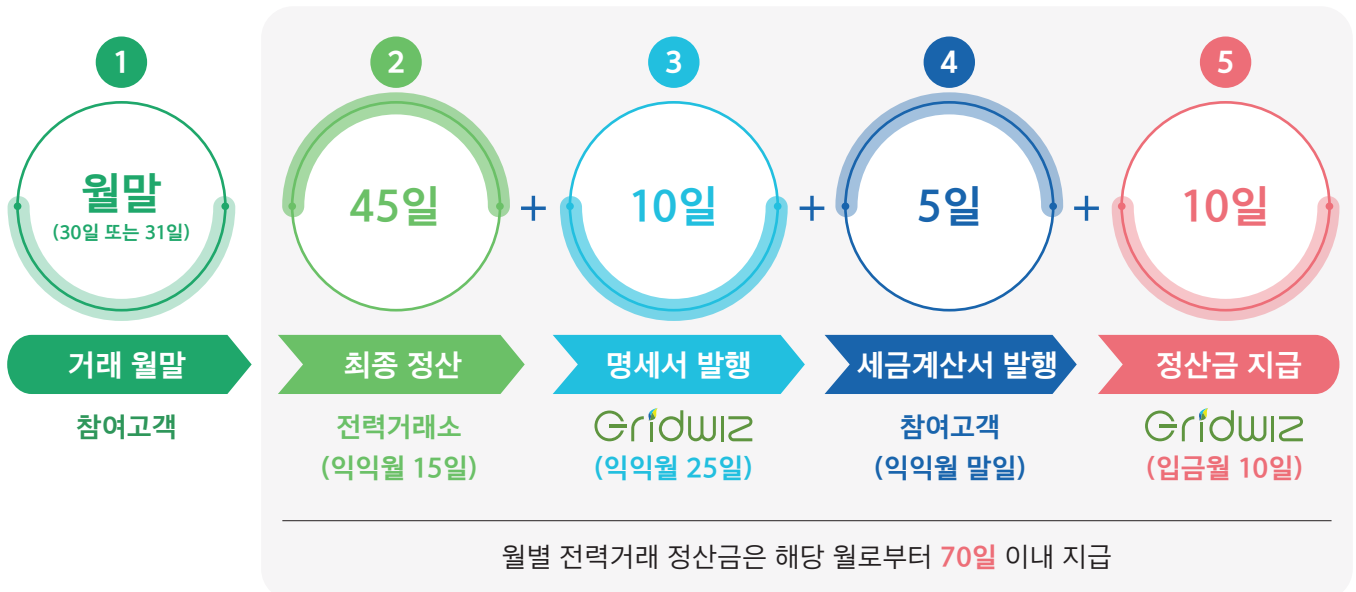 1
2
3
4
5
월말
(30일 또는 31일)
45일
+
10일
+
5일
+
10일
거래 월말
최종 정산
명세서 발행
세금계산서 발행
정산금 지급
참여고객
전력거래소
(익익월 15일)
Gridwiz
(익익월 25일)
참여고객
(익익월 말일)
Gridwiz
(입금월 10일)
월별 전력거래 정산금은 해당 월로부터 70일 이내 지급